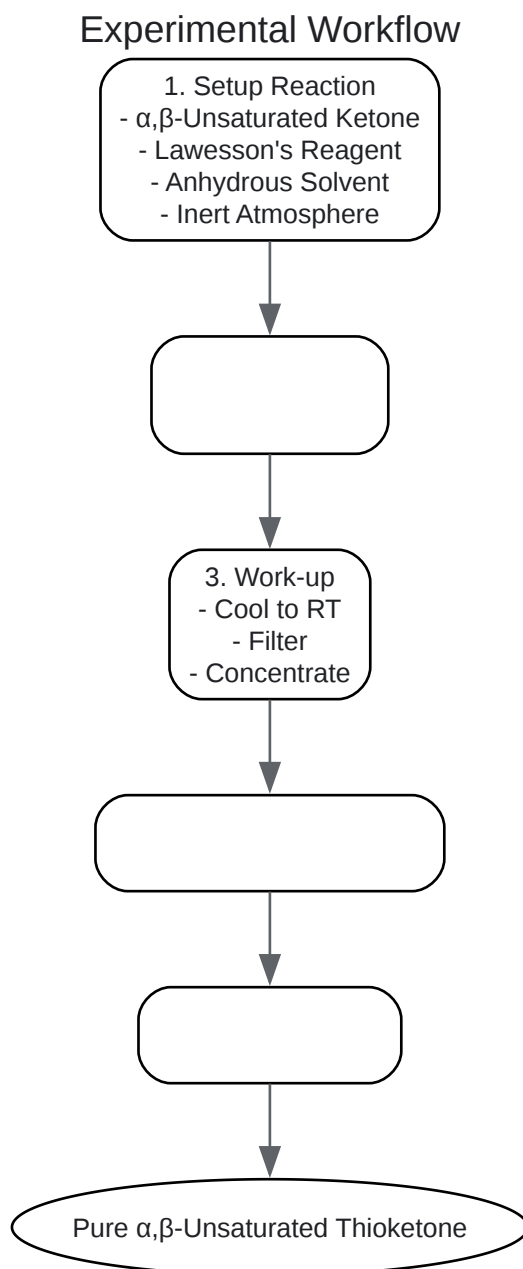 Experimental Workflow
1. Setup Reaction
- α,β-Unsaturated Ketone
- Lawesson's Reagent
- Anhydrous Solvent
- Inert Atmosphere
3. Work-up
- Cool to RT
- Filter
- Concentrate
Pure α,β-Unsaturated Thioketone